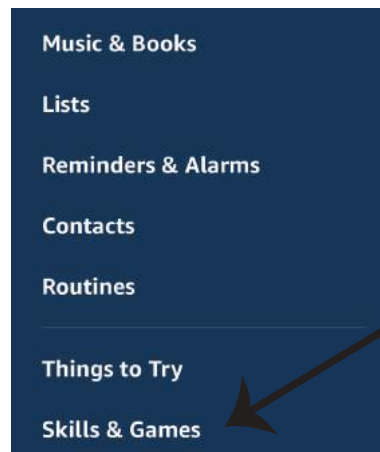 Music & Books
Lists
Reminders & Alarms
Contacts
Routines
Things to Try
Skills & Games